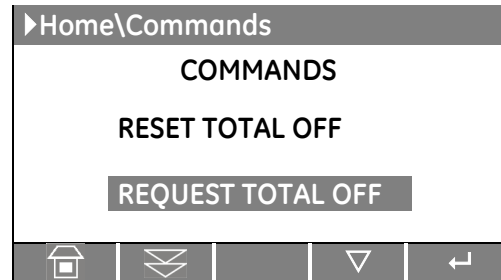 Home\Commands
COMMANDS
RESET TOTAL OFF
REQUEST TOTAL OFF